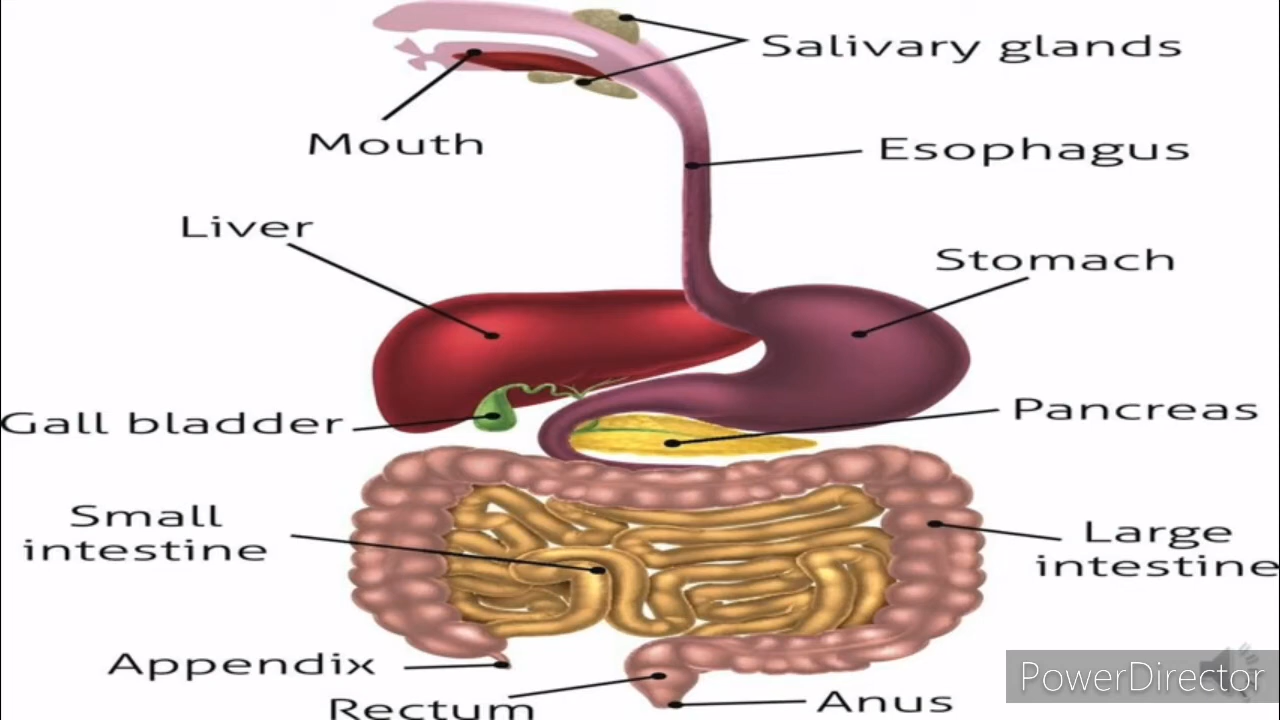 Salivary glands
Mouth
Esophagus
Liver
Stomach
Gall bladder
Pancreas
Small
intestine
Large
intestine
Appendix
Rectum
Anus
PowerDirector